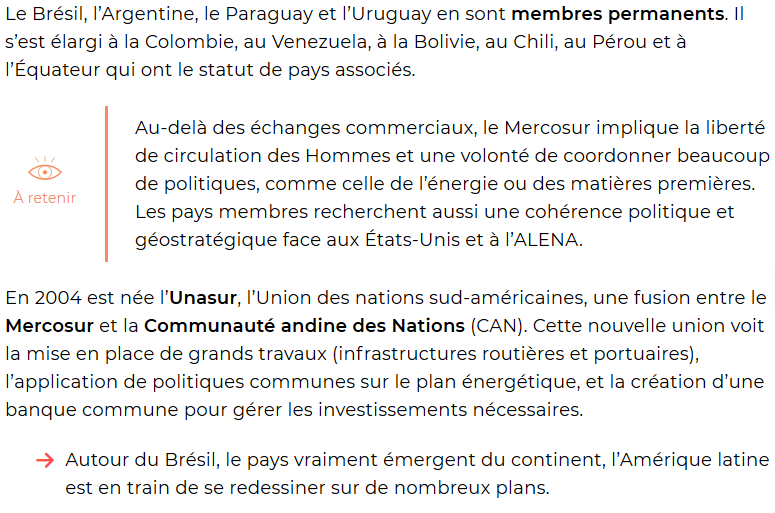 Le Brésil, l’Argentine, le Paraguay et l’Uruguay en sont membres permanents. Il
s’est élargi à la Colombie, au Venezuela, à la Bolivie, au Chili, au Pérou et à
l’Équateur qui ont le statut de pays associés.
À retenir
Au-delà des échanges commerciaux, le Mercosur implique la liberté
de circulation des Hommes et une volonté de coordonner beaucoup
de politiques, comme celle de l’énergie ou des matières premières.
Les pays membres recherchent aussi une cohérence politique et
géostratégique face aux États-Unis et à l’ALENA.
En 2004 est née l’Unasur, l’Union des nations sud-américaines, une fusion entre le
Mercosur et la Communauté andine des Nations (CAN). Cette nouvelle union voit
la mise en place de grands travaux (infrastructures routières et portuaires),
l’application de politiques communes sur le plan énergétique, et la création d’une
banque commune pour gérer les investissements nécessaires.
Autour du Brésil, le pays vraiment émergent du continent, l’Amérique latine
est en train de se redessiner sur de nombreux plans.